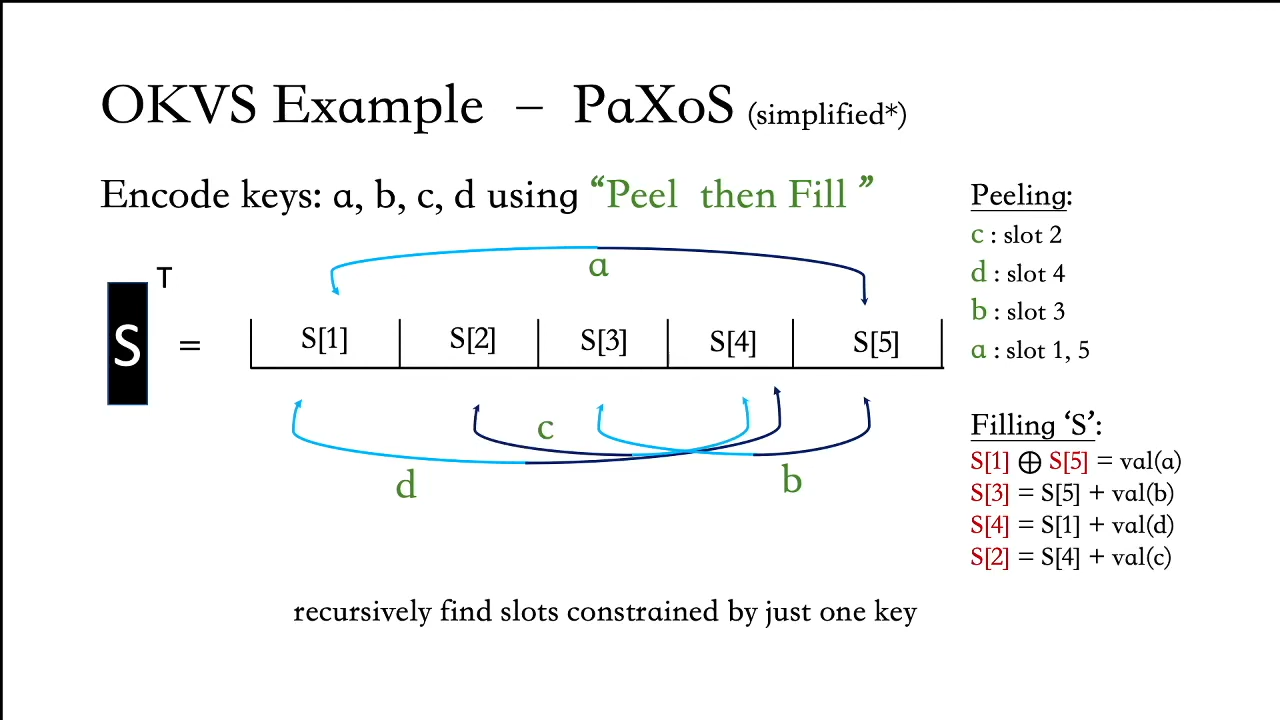 OKVS Example – PaXoS (simplified*)
Encode keys: a, b, c, d using “Peel then Fill ”
a
T
S =
S[1] S[2] S[3] S[4] S[5]
c
d
b
recursively find slots constrained by just one key
Peeling:
c : slot 2
d : slot 4
b : slot 3
a : slot 1, 5
Filling ‘S’:
S[1] ⊕ S[5] = val(a)
S[3] = S[5] + val(b)
S[4] = S[1] + val(d)
S[2] = S[4] + val(c)